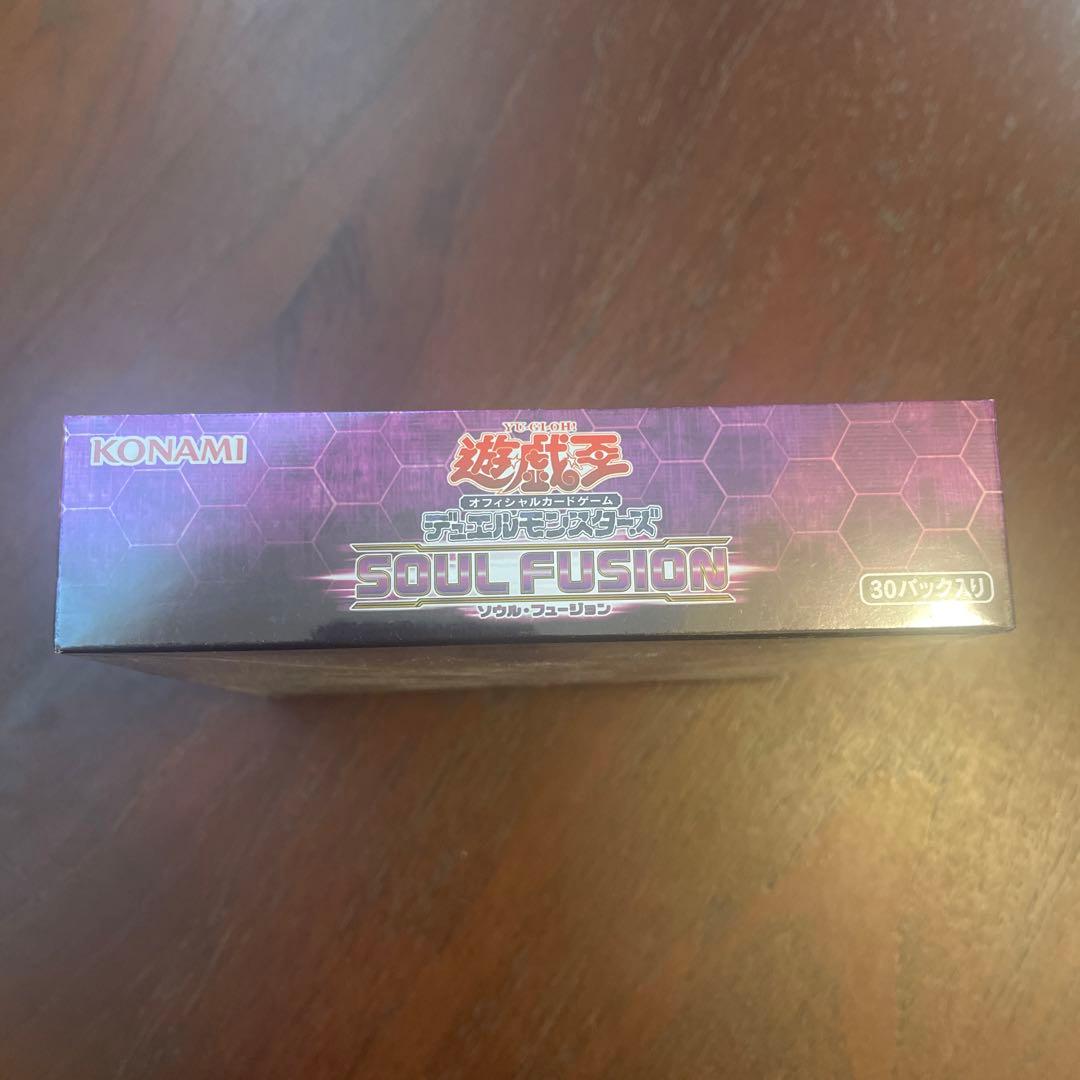 KONAMI
YU-GI-OH!
遊戯王
オフィシャルカードゲーム
デュエルモンスターズ
SOUL FUSION
ソウル・フュージョン
30パック入り